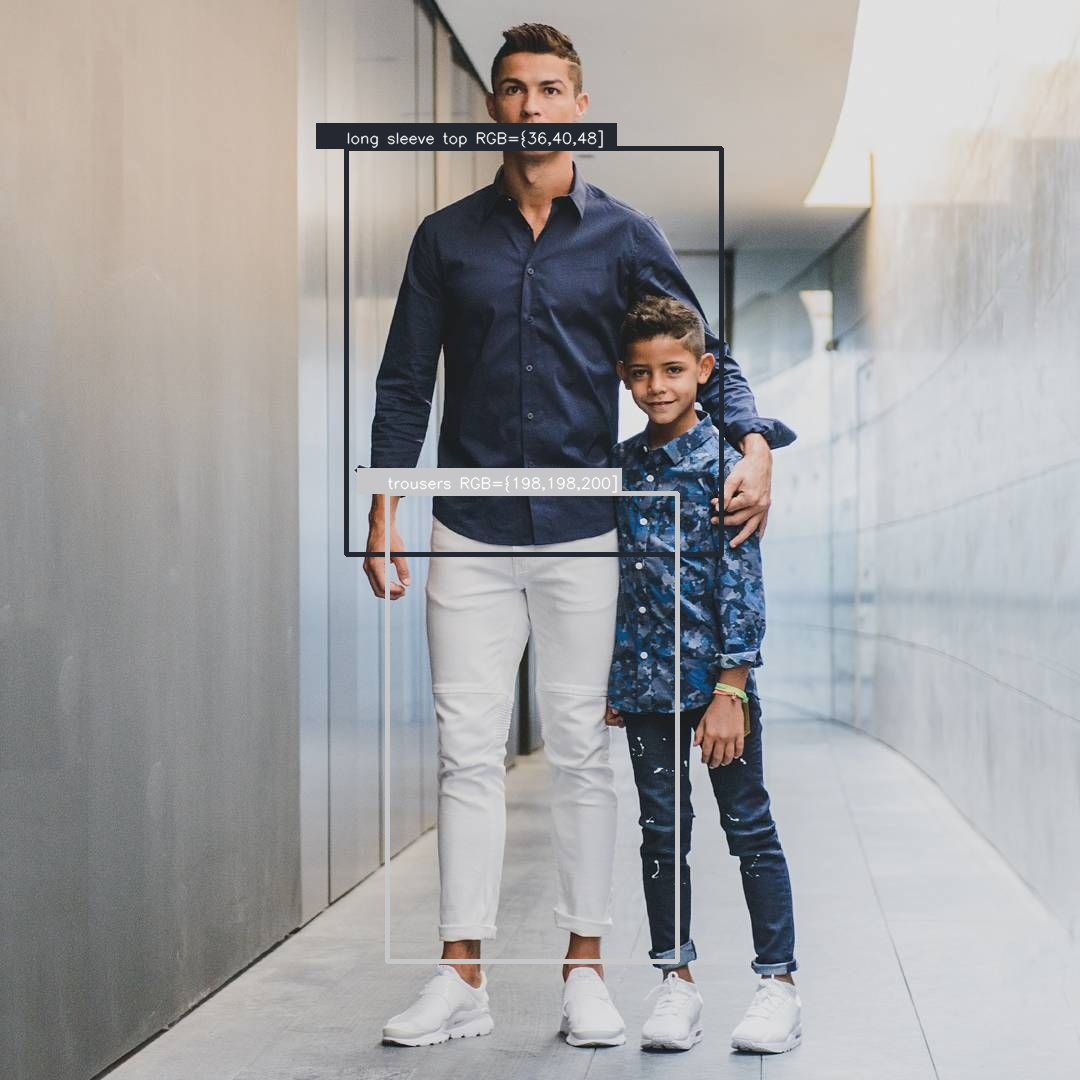 long sleeve top RGB={36,40,48]
trousers RGB={198,198,200]